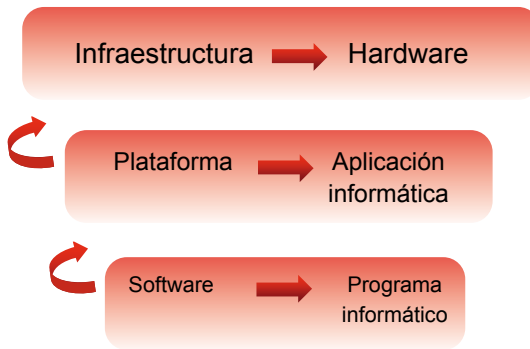 Infraestructura Hardware
Plataforma Aplicación
informática
Software Programa
informático